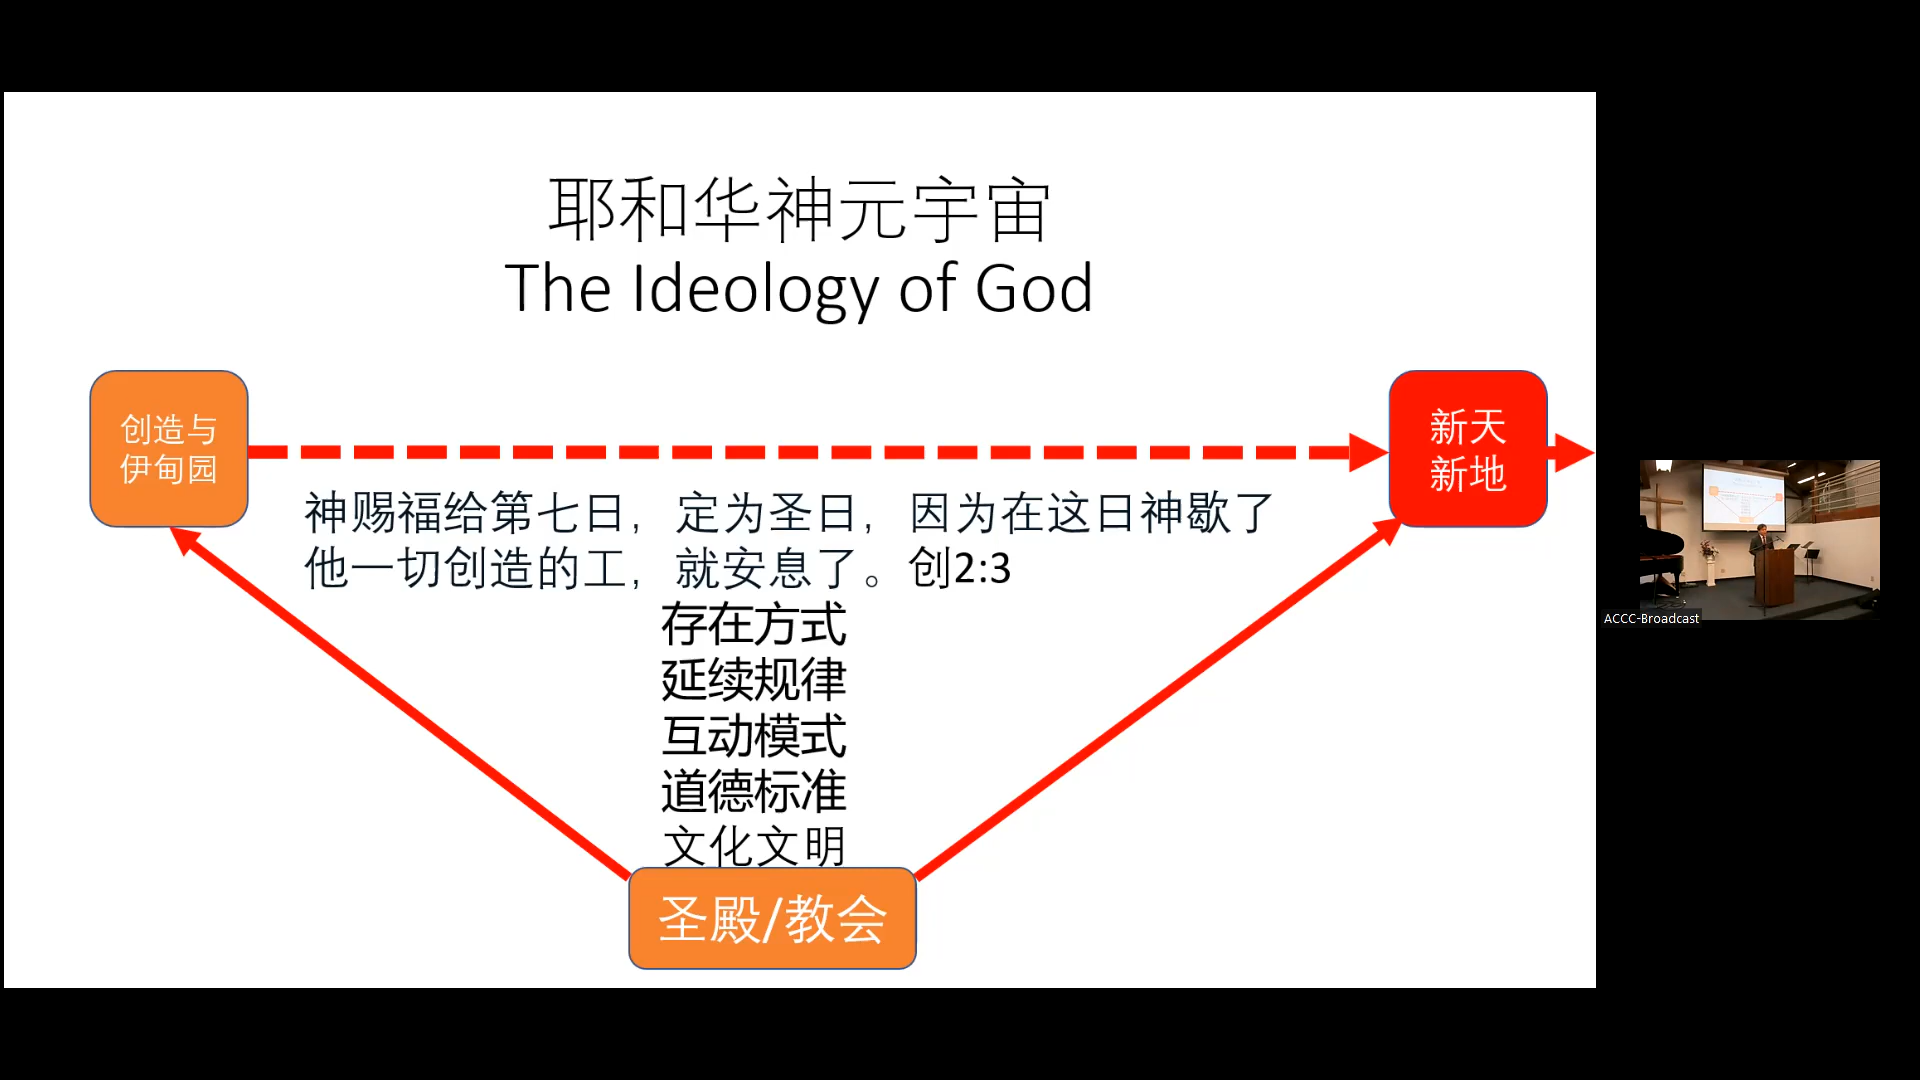 耶和华神元宇宙
The Ideology of God
创造与
伊甸园
新天
新地
神赐福给第七日，定为圣日，因为在这日神歇了
他一切创造的工，就安息了。创2:3
存在方式
延续规律
互动模式
道德标准
文化文明
圣殿/教会
ACCC-Broadcast